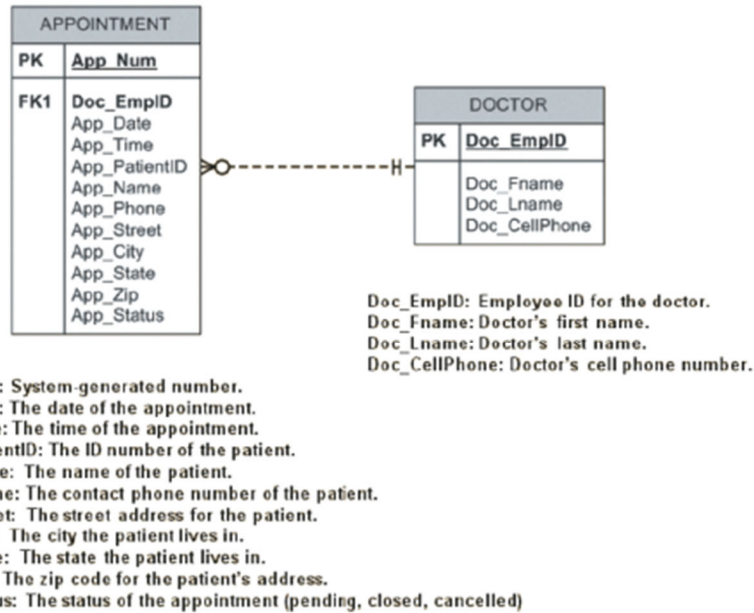 APPOINTMENT
PK App_Num
FK1 Doc_EmpID
App_Date
App_Time
App_PatientID
App_Name
App_Phone
App_Street
App_City
App_State
App_Zip
App_Status
DOCTOR
PK Doc_EmpID
Doc_Fname
Doc_Lname
Doc_CellPhone
Doc_EmpID: Employee ID for the doctor.
Doc_Fname: Doctor's first name.
Doc_Lname: Doctor's last name.
Doc_CellPhone: Doctor's cell phone number.
: System-generated number.
: The date of the appointment.
e: The time of the appointment.
entID: The ID number of the patient.
e: The name of the patient.
ne: The contact phone number of the patient.
et: The street address for the patient.
The city the patient lives in.
e: The state the patient lives in.
The zip code for the patient's address.
us: The status of the appointment (pending, closed, cancelled)